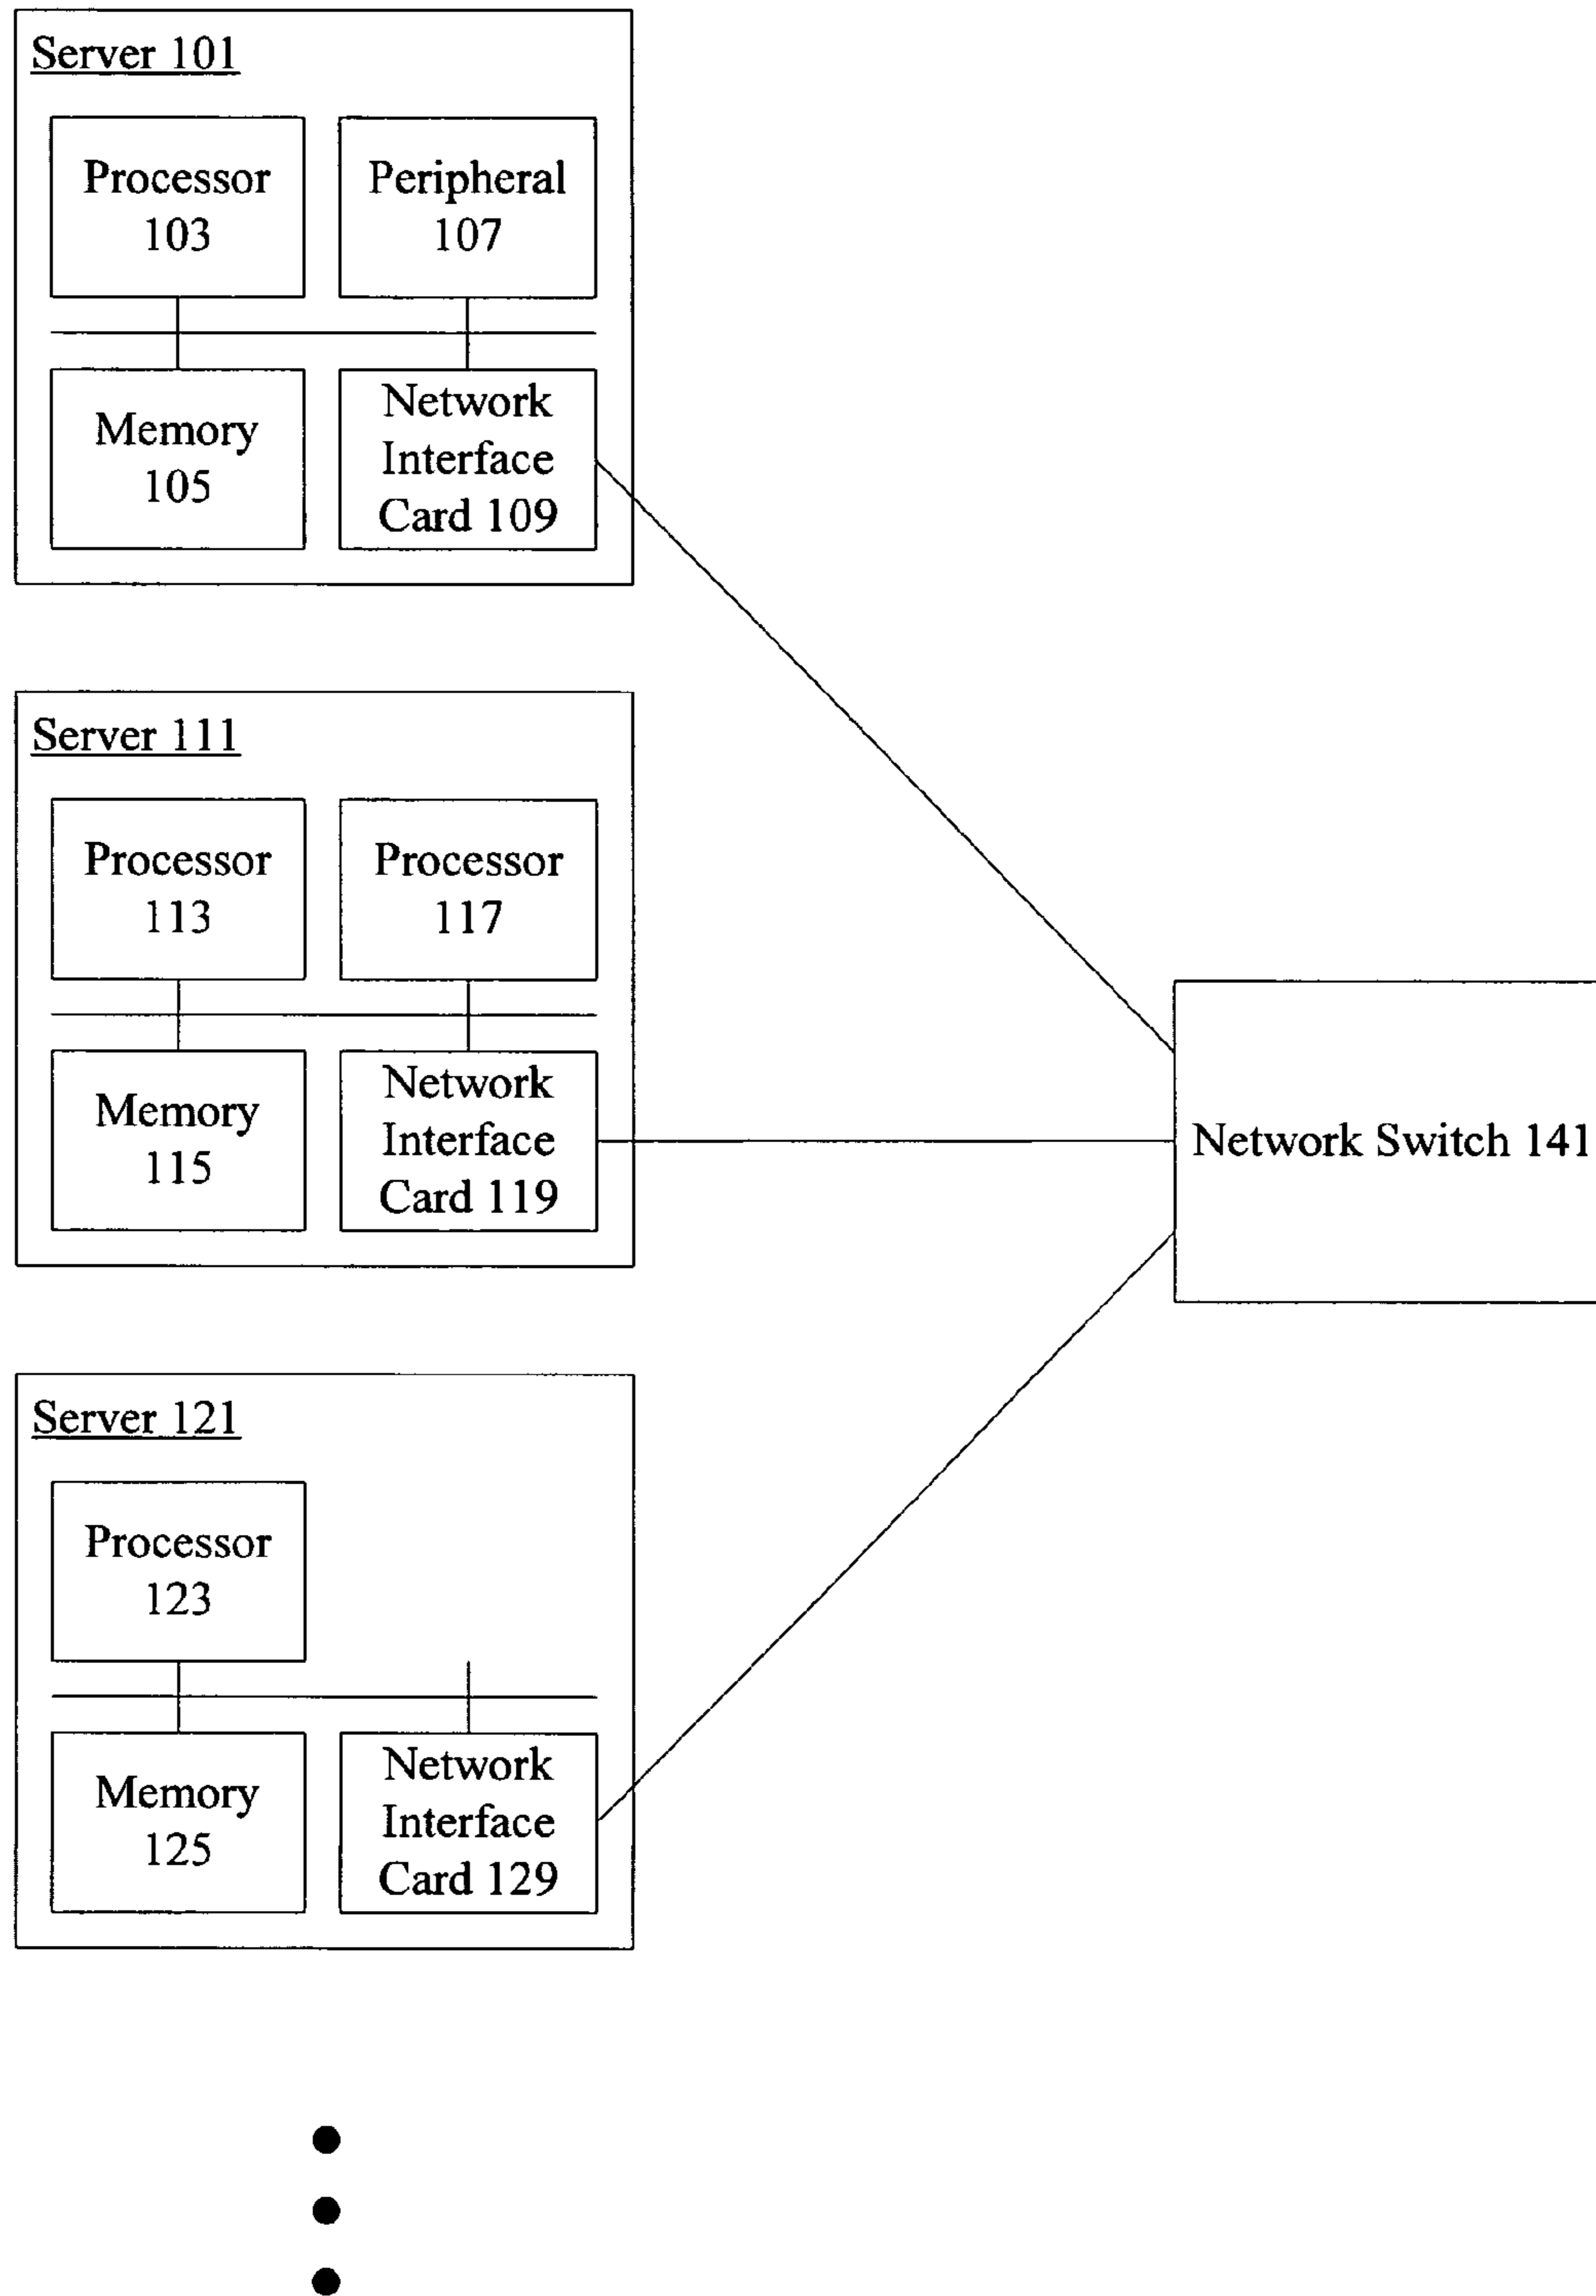 Server 101
Processor
103
Peripheral
107
Memory
105
Network
Interface
Card 109
Server 111
Processor
113
Processor
117
Memory
115
Network
Interface
Card 119
Network Switch 141
Server 121
Processor
123
Memory
125
Network
Interface
Card 129